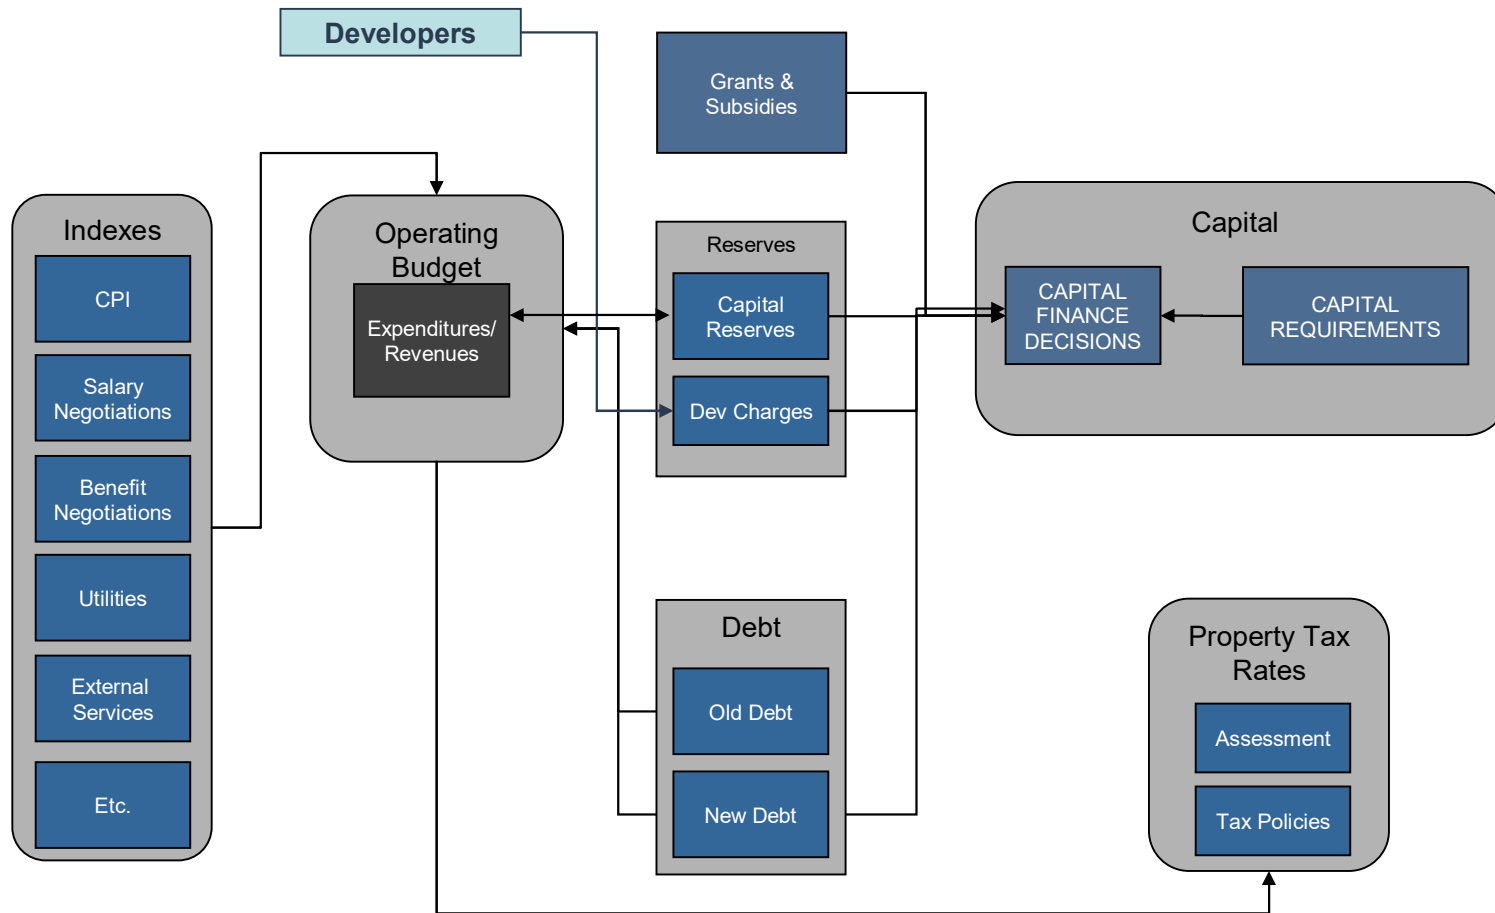 Developers
Grants &
Subsidies
Indexes
CPI
Salary
Negotiations
Benefit
Negotiations
Utilities
External
Services
Etc.
Operating
Budget
Expenditures/
Revenues
Reserves
Capital
Reserves
Dev Charges
Debt
Old Debt
New Debt
Capital
CAPITAL
FINANCE
DECISIONS
CAPITAL
REQUIREMENTS
Property Tax
Rates
Assessment
Tax Policies